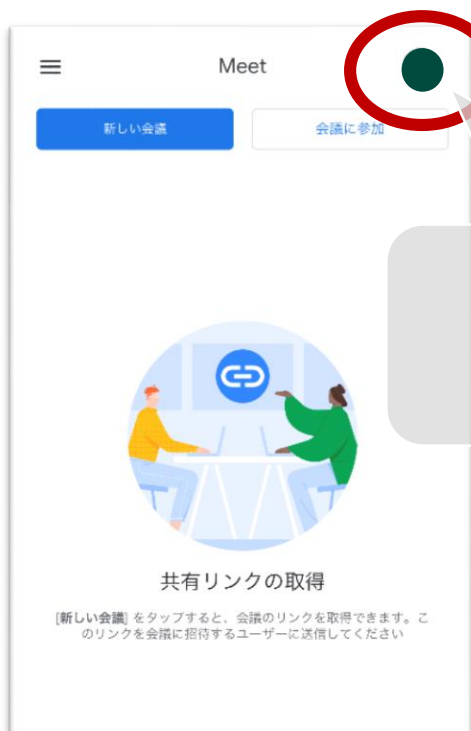 Meet
新しい会議
会議に参加
共有リンクの取得
[新しい会議] をタップすると、会議のリンクを取得できます。こ
のリンクを会議に招待するユーザーに送信してください